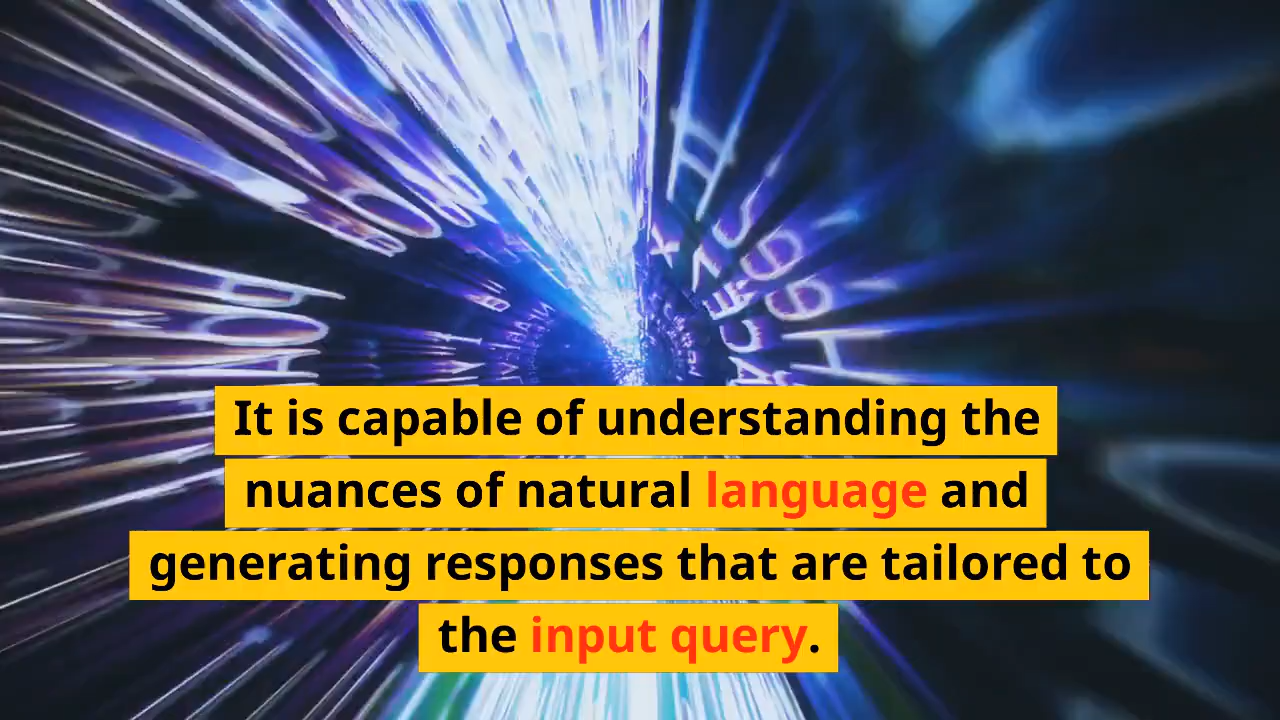 It is capable of understanding the
nuances of natural language and
generating responses that are tailored to
the input query.